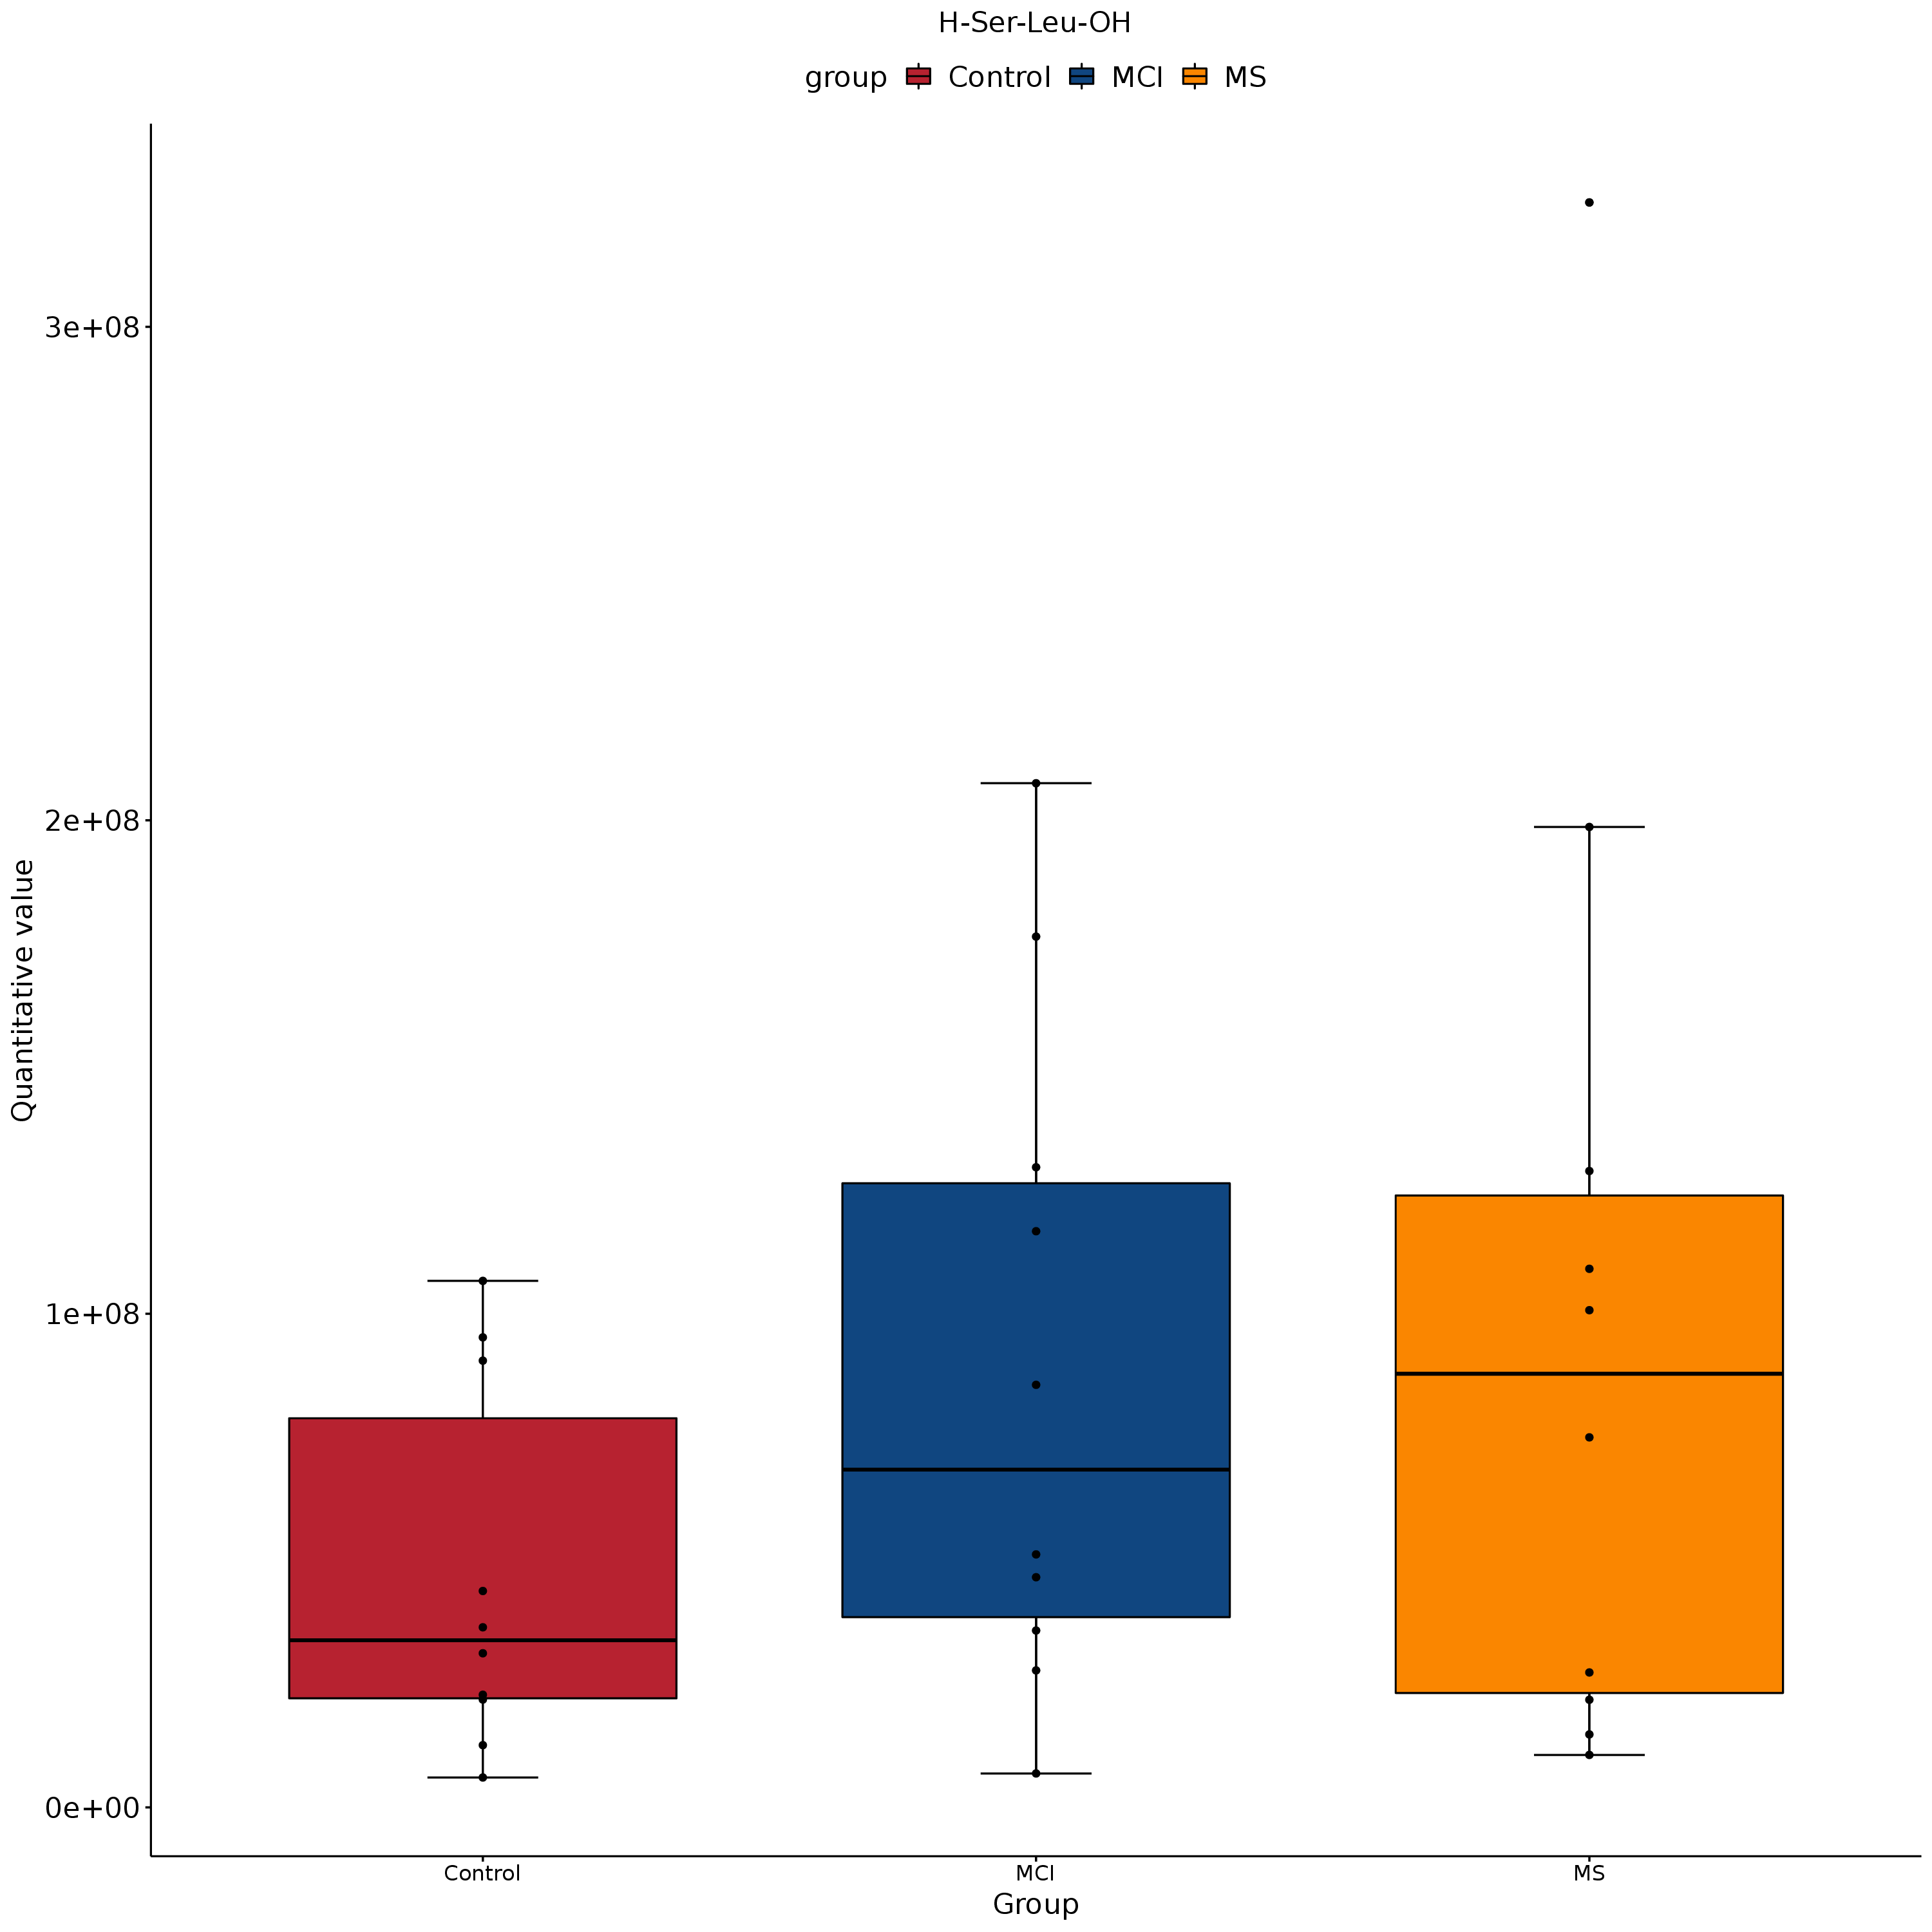 H-Ser-Leu-OH
group Control MCI MS
3e+08
2e+08
1e+08
0e+00
Quantitative value
Control MCI MS
Group